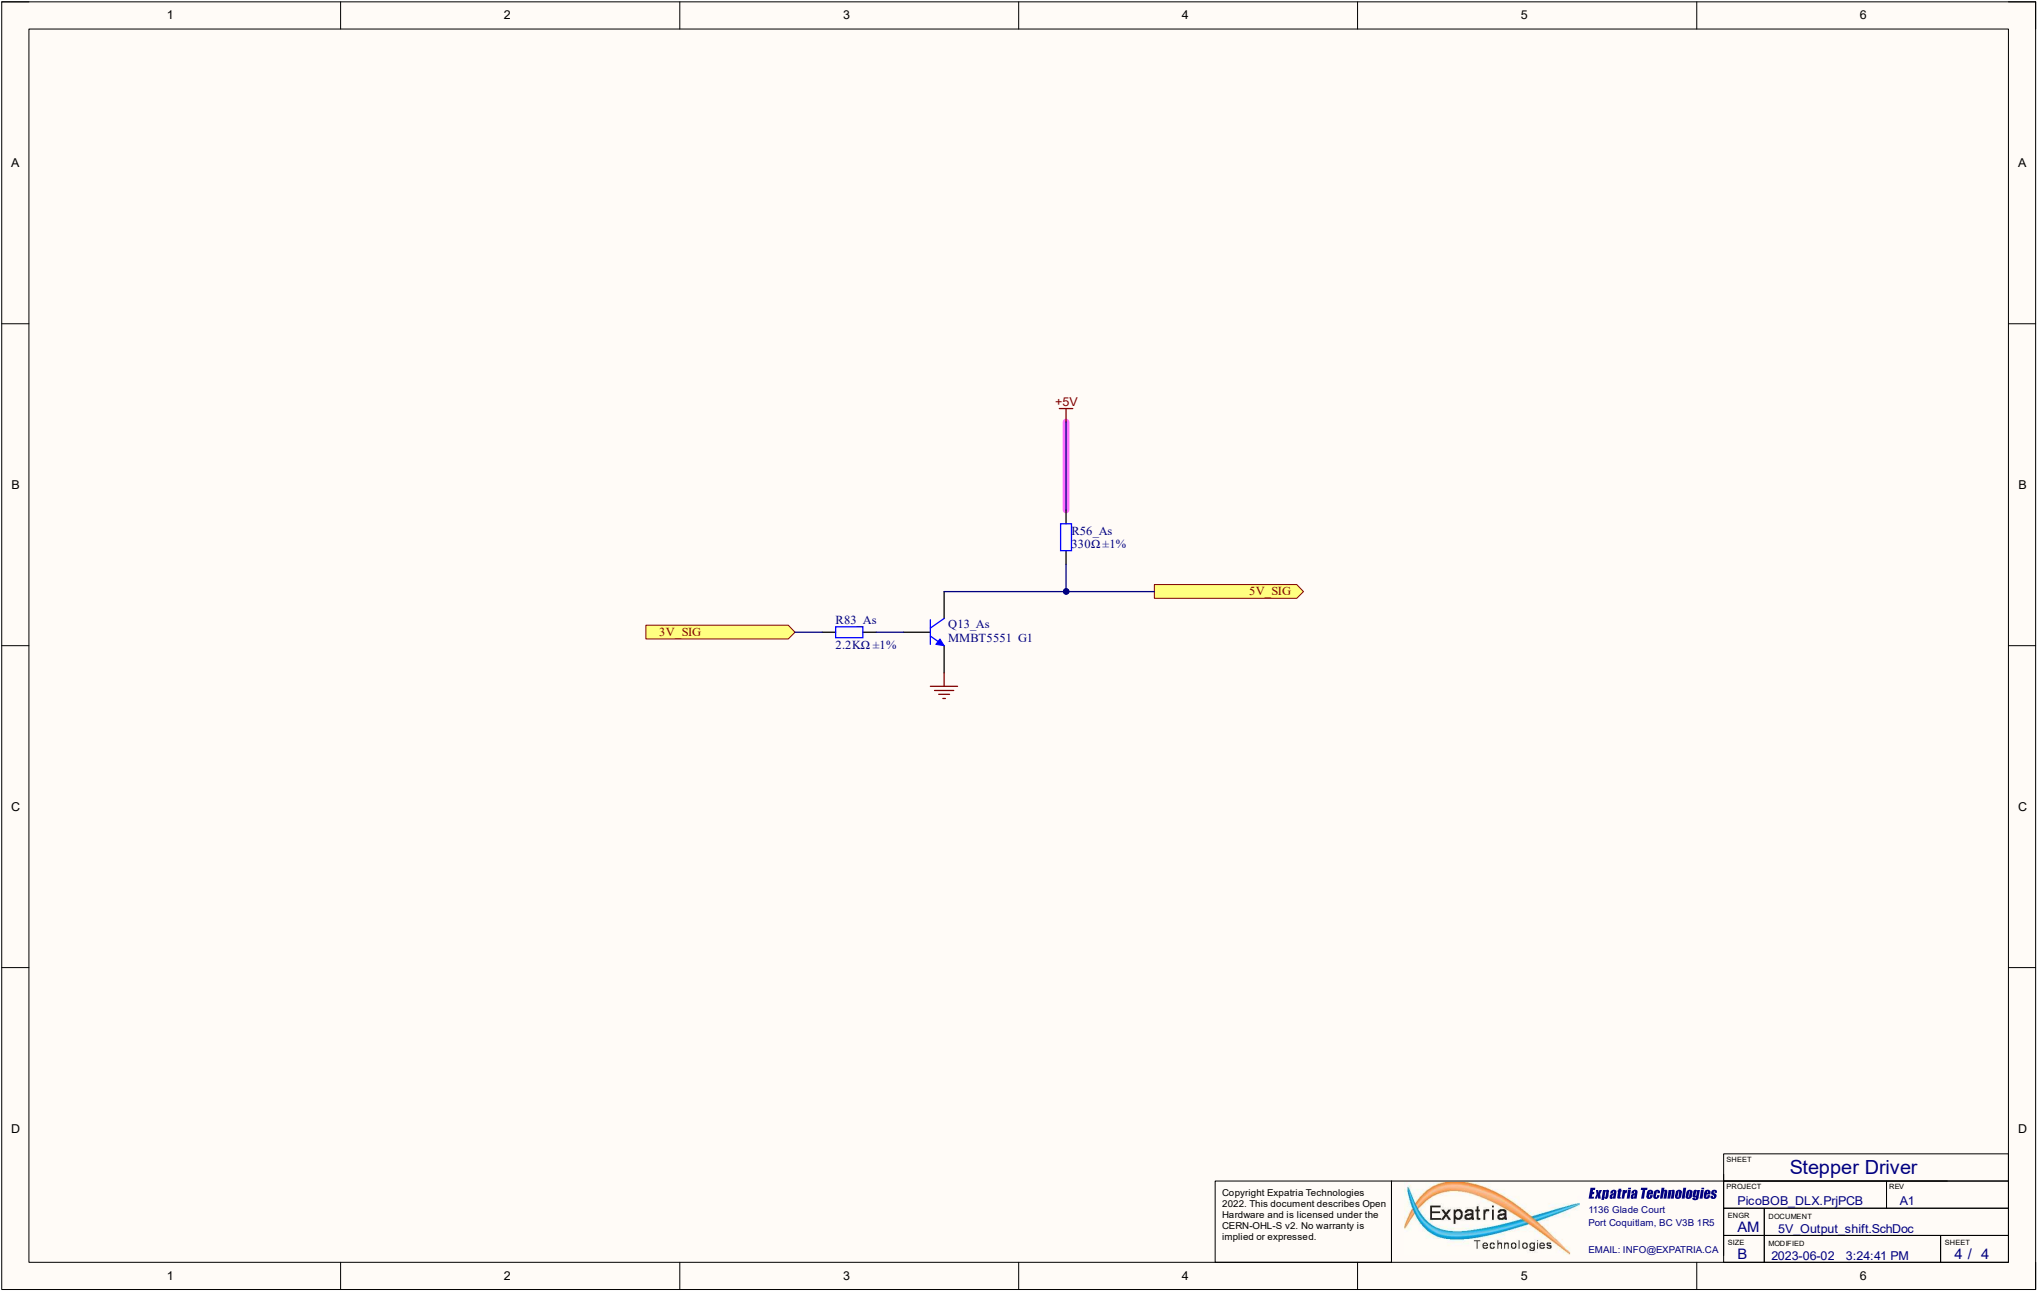 1 2 3 4 5 6
A A
+5V
B B
R56_As
330Ω±1%
5V_SIG
R83_As
3V_SIG
Q13_As
MMBT5551_G1
2.2KΩ±1%
C C
D D
SHEET
Stepper Driver
Copyright Expatria Technologies
2022. This document describes Open
Hardware and is licensed under the
CERN-OHL-S v2. No warranty is
implied or expressed.
Expatria
Technologies
Expatria Technologies
1136 Glade Court
Port Coquitlam, BC V3B 1R5
EMAIL: INFO@EXPATRIA.CA
PROJECT
PicoBOB_DLX.PrjPCB
REV
A1
ENGR
AM
DOCUMENT
5V_Output_shift.SchDoc
SIZE
B
MODIFIED
2023-06-02 3:24:41 PM
SHEET
4 / 4
1 2 3 4 5 6